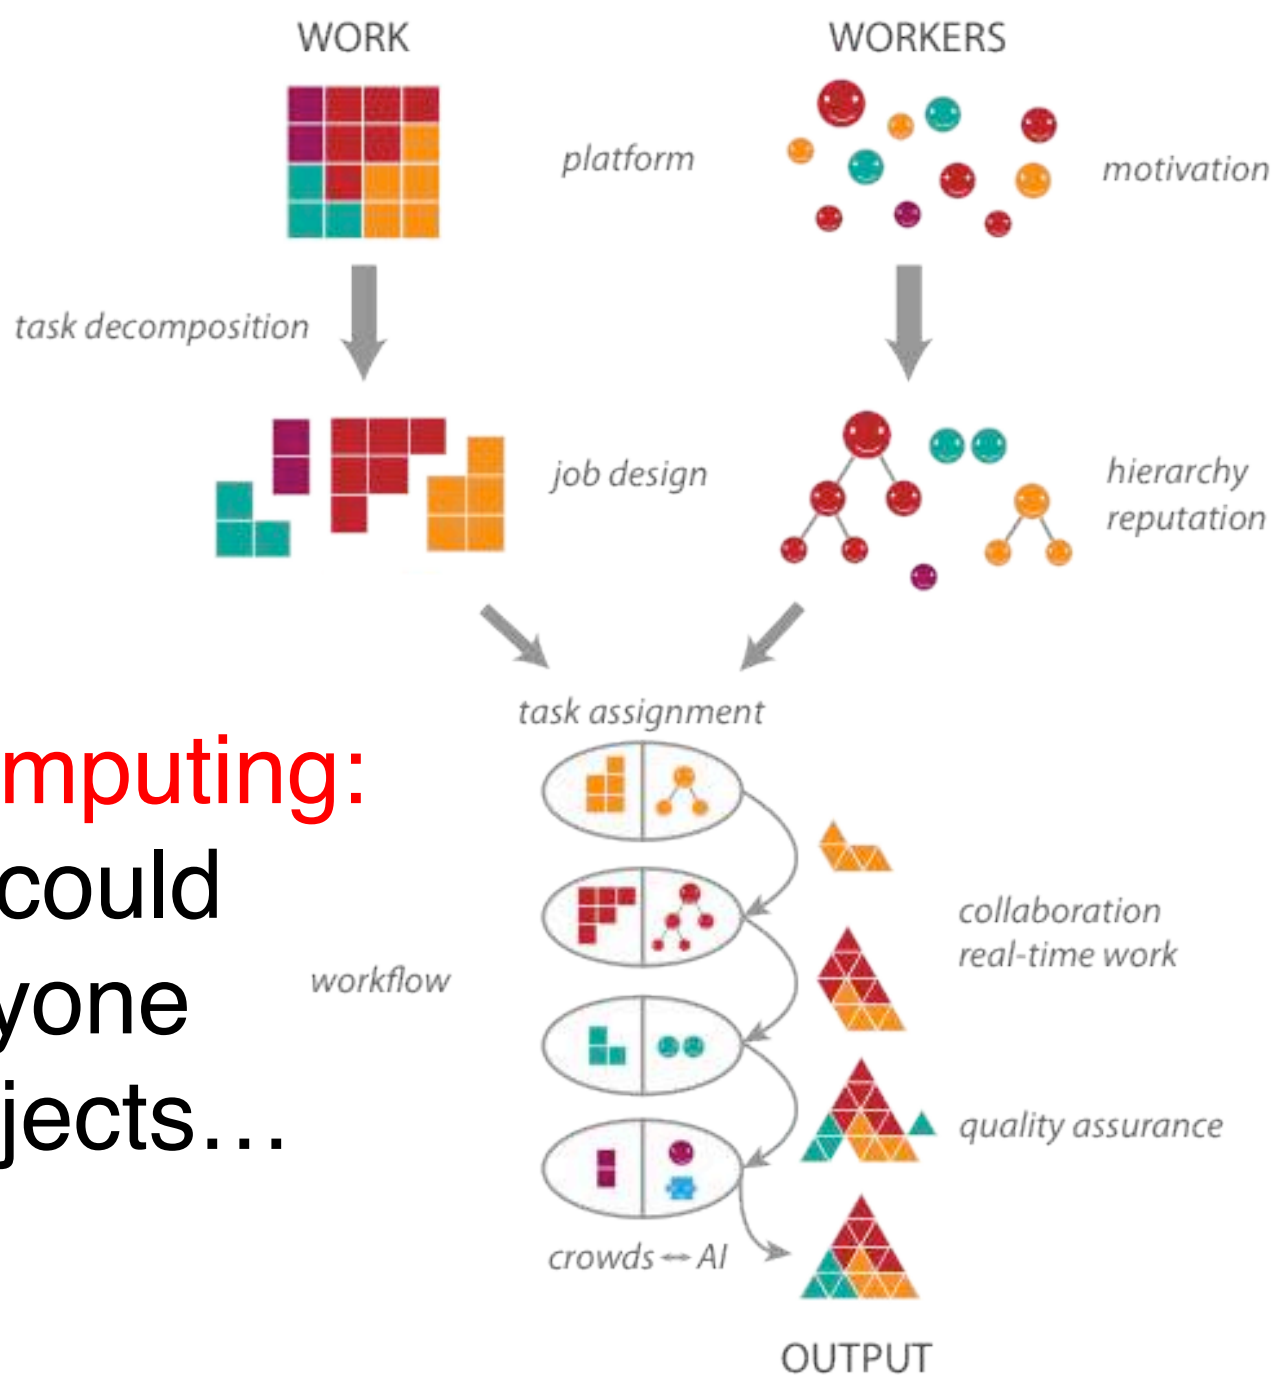 WORK
WORKERS
platform
motivation
task decomposition
job design
hierarchy
reputation
task assignment
mputing:
could
yone
jects…
workflow
collaboration
real-time work
quality assurance
crowds ↔ AI
OUTPUT